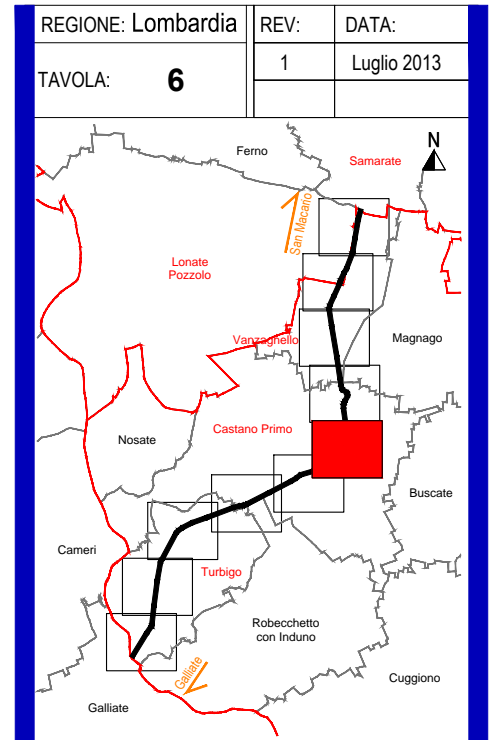 REGIONE: Lombardia
REV:
DATA:
TAVOLA: 6
1
Luglio 2013
Ferno
Samarate
N
San Macario
Lonate
Pozzolo
Vanzaghello
Magnago
Castano Primo
Nosate
Buscate
Cameri
Turbigo
Robecchetto
con Induno
Galliate
Cuggiono
Galliate